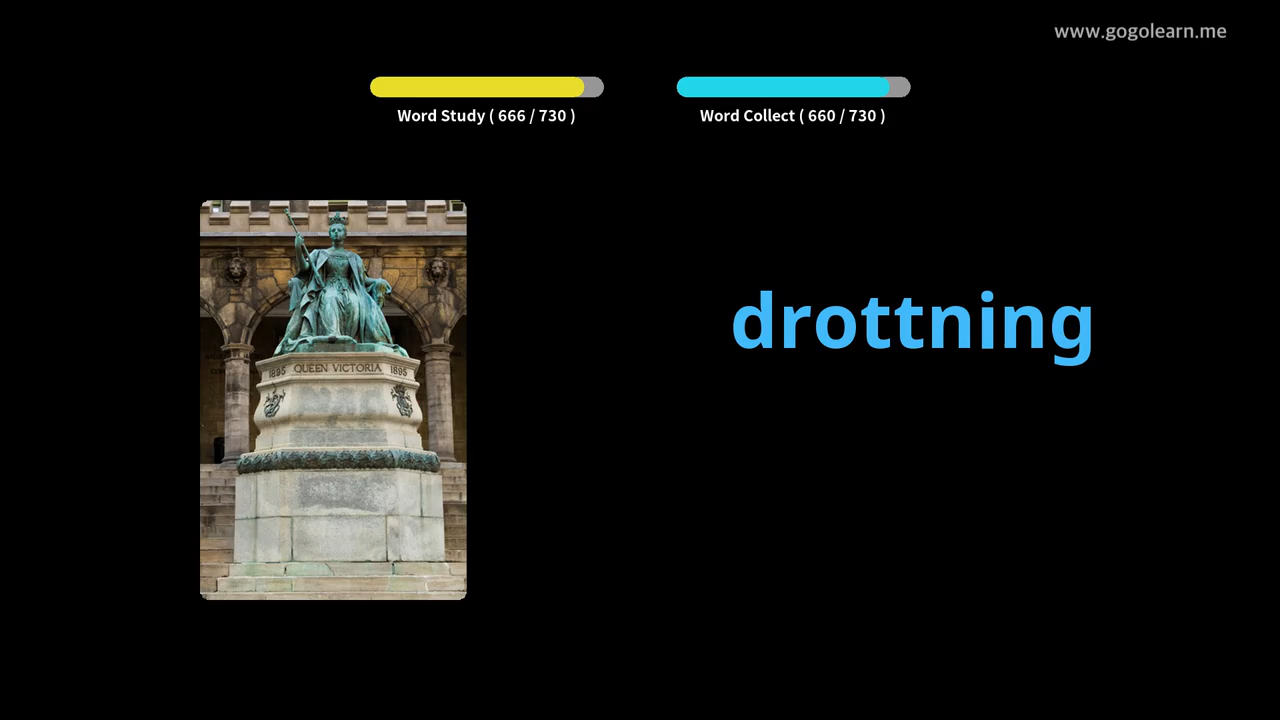 www.gogolearn.me
Word Study ( 666 / 730 )
Word Collect ( 660 / 730 )
drottning
1895 QUEEN VICTORIA 1895